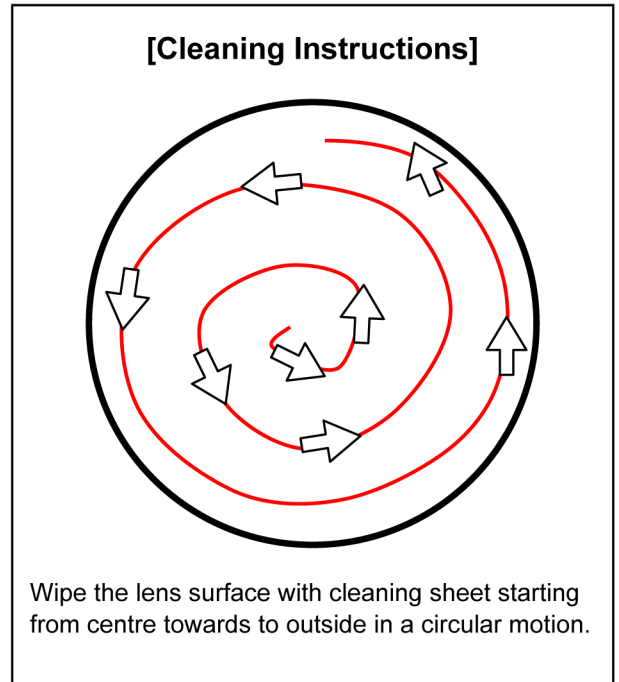 [Cleaning Instructions]
Wipe the lens surface with cleaning sheet starting
from centre towards to outside in a circular motion.